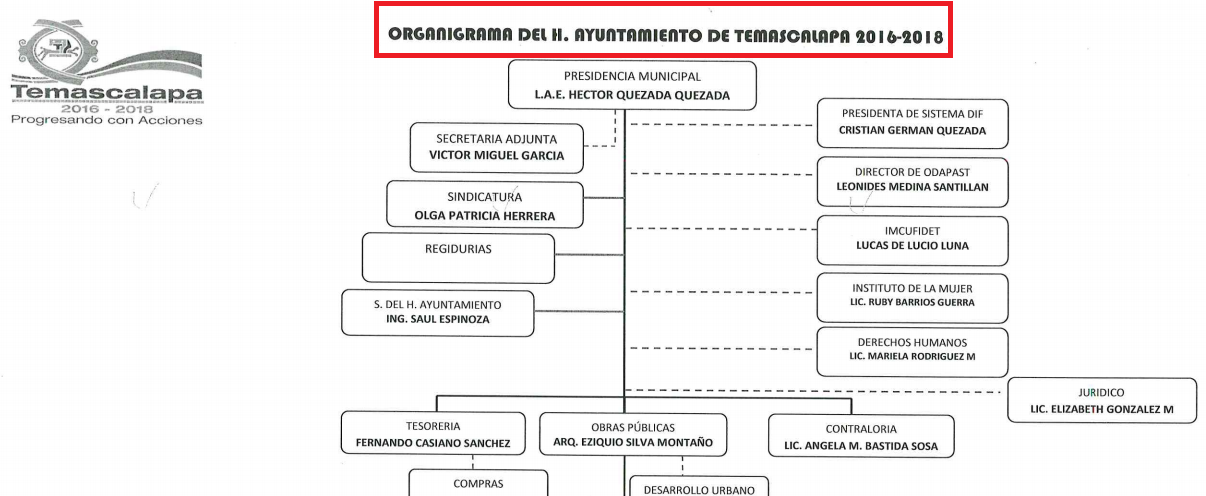 ORGANIGRAMA DEL H. AYUNTAMIENTO DE TEMASCALAPA 2016-2018
Temascalapa
2016 - 2018
Progresando con Acciones
PRESIDENCIA MUNICIPAL
L.A.E. HECTOR QUEZADA QUEZADA
SECRETARIA ADJUNTA
VICTOR MIGUEL GARCIA
SINDICATURA
OLGA PATRICIA HERRERA
REGIDURIAS
S. DEL H. AYUNTAMIENTO
ING. SAUL ESPINOZA
PRESIDENTA DE SISTEMA DIF
CRISTIAN GERMAN QUEZADA
DIRECTOR DE ODAPAST
LEONIDES MEDINA SANTILLAN
IMCUFIDET
LUCAS DE LUCIO LUNA
INSTITUTO DE LA MUJER
LIC. RUBY BARRIOS GUERRA
DERECHOS HUMANOS
LIC. MARIELA RODRIGUEZ M
JURIDICO
LIC. ELIZABETH GONZALEZ M
TESORERIA
FERNANDO CASIANO SANCHEZ
OBRAS PÚBLICAS
ARQ. EZIQUIO SILVA MONTAÑO
CONTRALORIA
LIC. ANGELA M. BASTIDA SOSA
COMPRAS
DESARROLLO URBANO